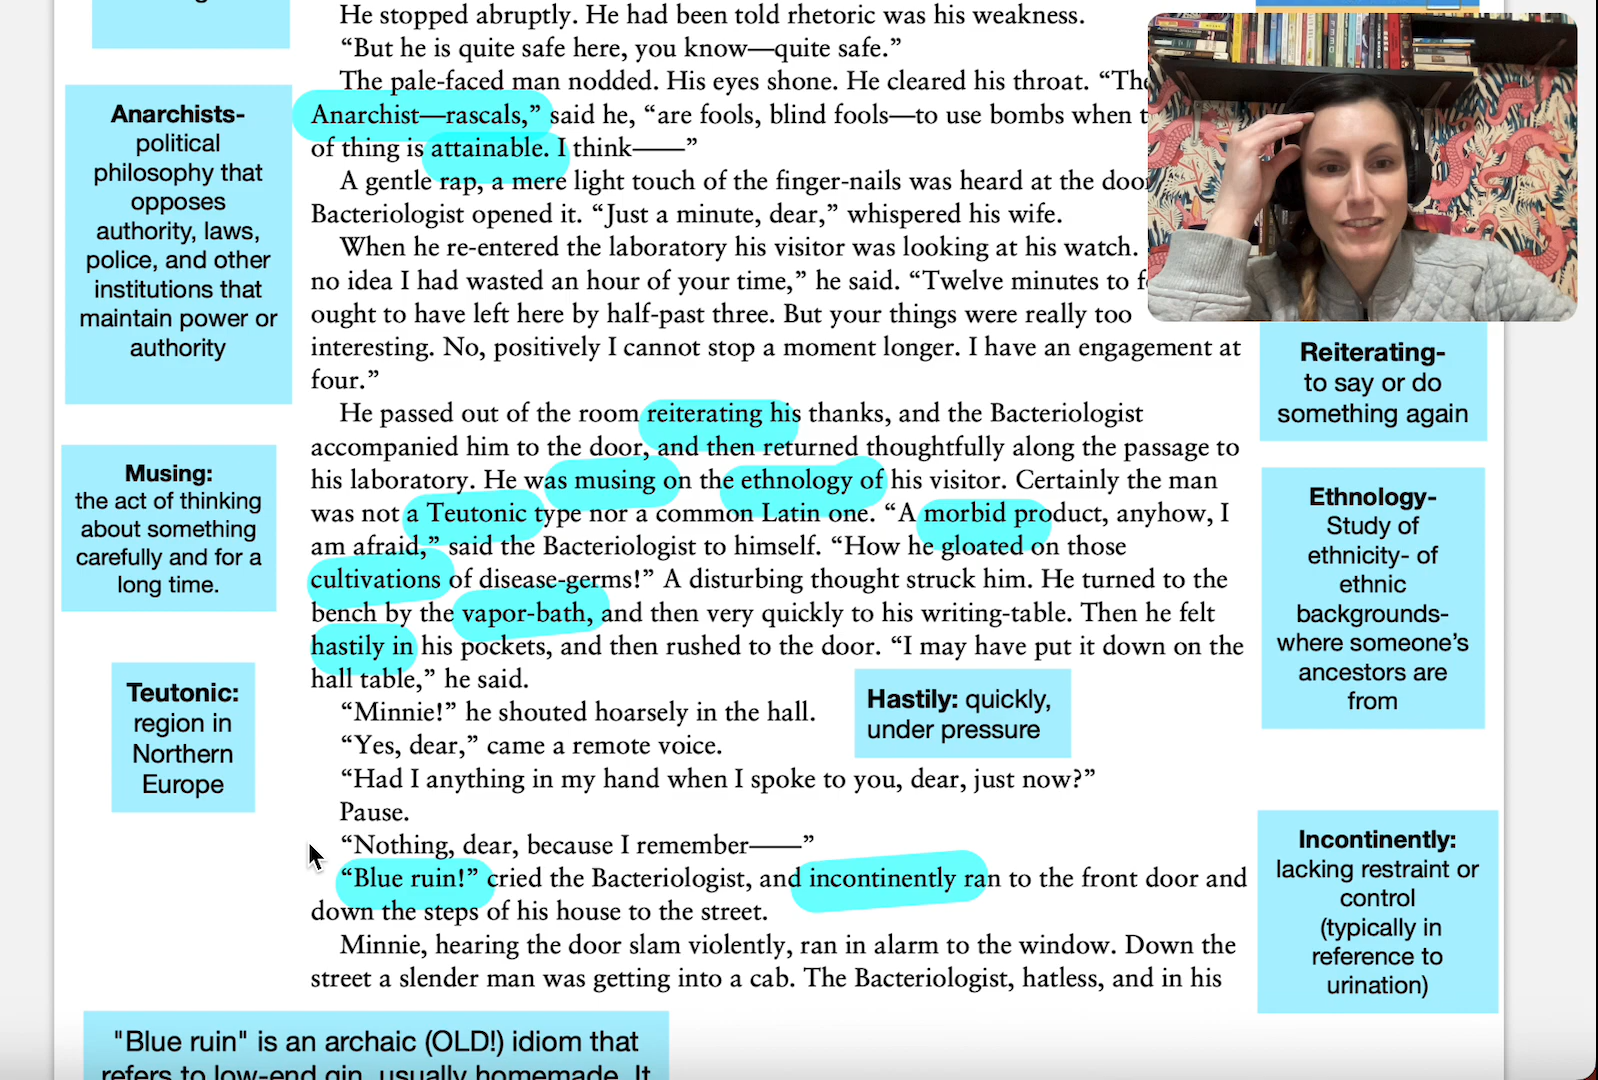 He stopped abruptly. He had been told rhetoric was his weakness.
“But he is quite safe here, you know—quite safe.”
The pale-faced man nodded. His eyes shone. He cleared his throat. “The
Anarchist—rascals,” said he, “are fools, blind fools—to use bombs when
of thing is attainable. I think——”
A gentle rap, a mere light touch of the finger-nails was heard at the door
Bacteriologist opened it. “Just a minute, dear,” whispered his wife.
When he re-entered the laboratory his visitor was looking at his watch.
no idea I had wasted an hour of your time,” he said. “Twelve minutes to
ought to have left here by half-past three. But your things were really too
interesting. No, positively I cannot stop a moment longer. I have an engagement at
four.”
He passed out of the room reiterating his thanks, and the Bacteriologist
accompanied him to the door, and then returned thoughtfully along the passage to
his laboratory. He was musing on the ethnology of his visitor. Certainly the man
was not a Teutonic type nor a common Latin one. “A morbid product, anyhow, I
am afraid,” said the Bacteriologist to himself. “How he gloated on those
cultivations of disease-germs!” A disturbing thought struck him. He turned to the
bench by the vapor-bath, and then very quickly to his writing-table. Then he felt
hastily in his pockets, and then rushed to the door. “I may have put it down on the
hall table,” he said.
“Minnie!” he shouted hoarsely in the hall.
“Yes, dear,” came a remote voice.
“Had I anything in my hand when I spoke to you, dear, just now?”
Pause.
“Nothing, dear, because I remember——”
“Blue ruin!” cried the Bacteriologist, and incontinently ran to the front door and
down the steps of his house to the street.
Minnie, hearing the door slam violently, ran in alarm to the window. Down the
street a slender man was getting into a cab. The Bacteriologist, hatless, and in his
Anarchists-
political
philosophy that
opposes
authority, laws,
police, and other
institutions that
maintain power or
authority
Musing:
the act of thinking
about something
carefully and for a
long time.
Teutonic:
region in
Northern
Europe
Hastily: quickly,
under pressure
Reiterating-
to say or do
something again
Ethnology-
Study of
ethnicity- of
ethnic
backgrounds-
where someone’s
ancestors are
from
Incontinently:
lacking restraint or
control
(typically in
reference to
urination)
"Blue ruin" is an archaic (OLD!) idiom that
refers to low-end gin, usually homemade. It